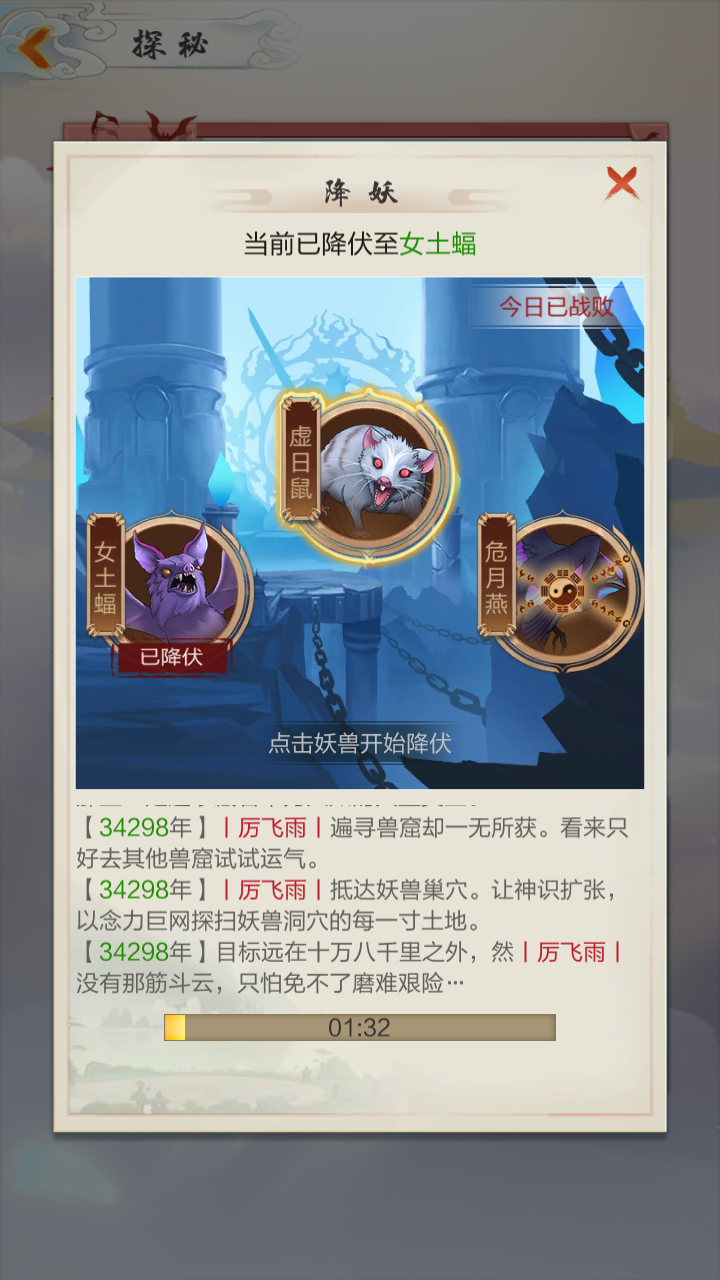 探秘
降妖
当前已降伏至女土蝠
今日已战败
虚日鼠
女土蝠
危月燕
已降伏
点击妖兽开始降伏
【34298年】丨厉飞雨丨遍寻兽窟却一无所获。看来只
好去其他兽窟试试运气。
【34298年】丨厉飞雨丨抵达妖兽巢穴。让神识扩张，
以念力巨网探扫妖兽洞穴的每一寸土地。
【34298年】目标远在十万八千里之外，然丨厉飞雨丨
没有那筋斗云，只怕免不了磨难艰险…
01:32